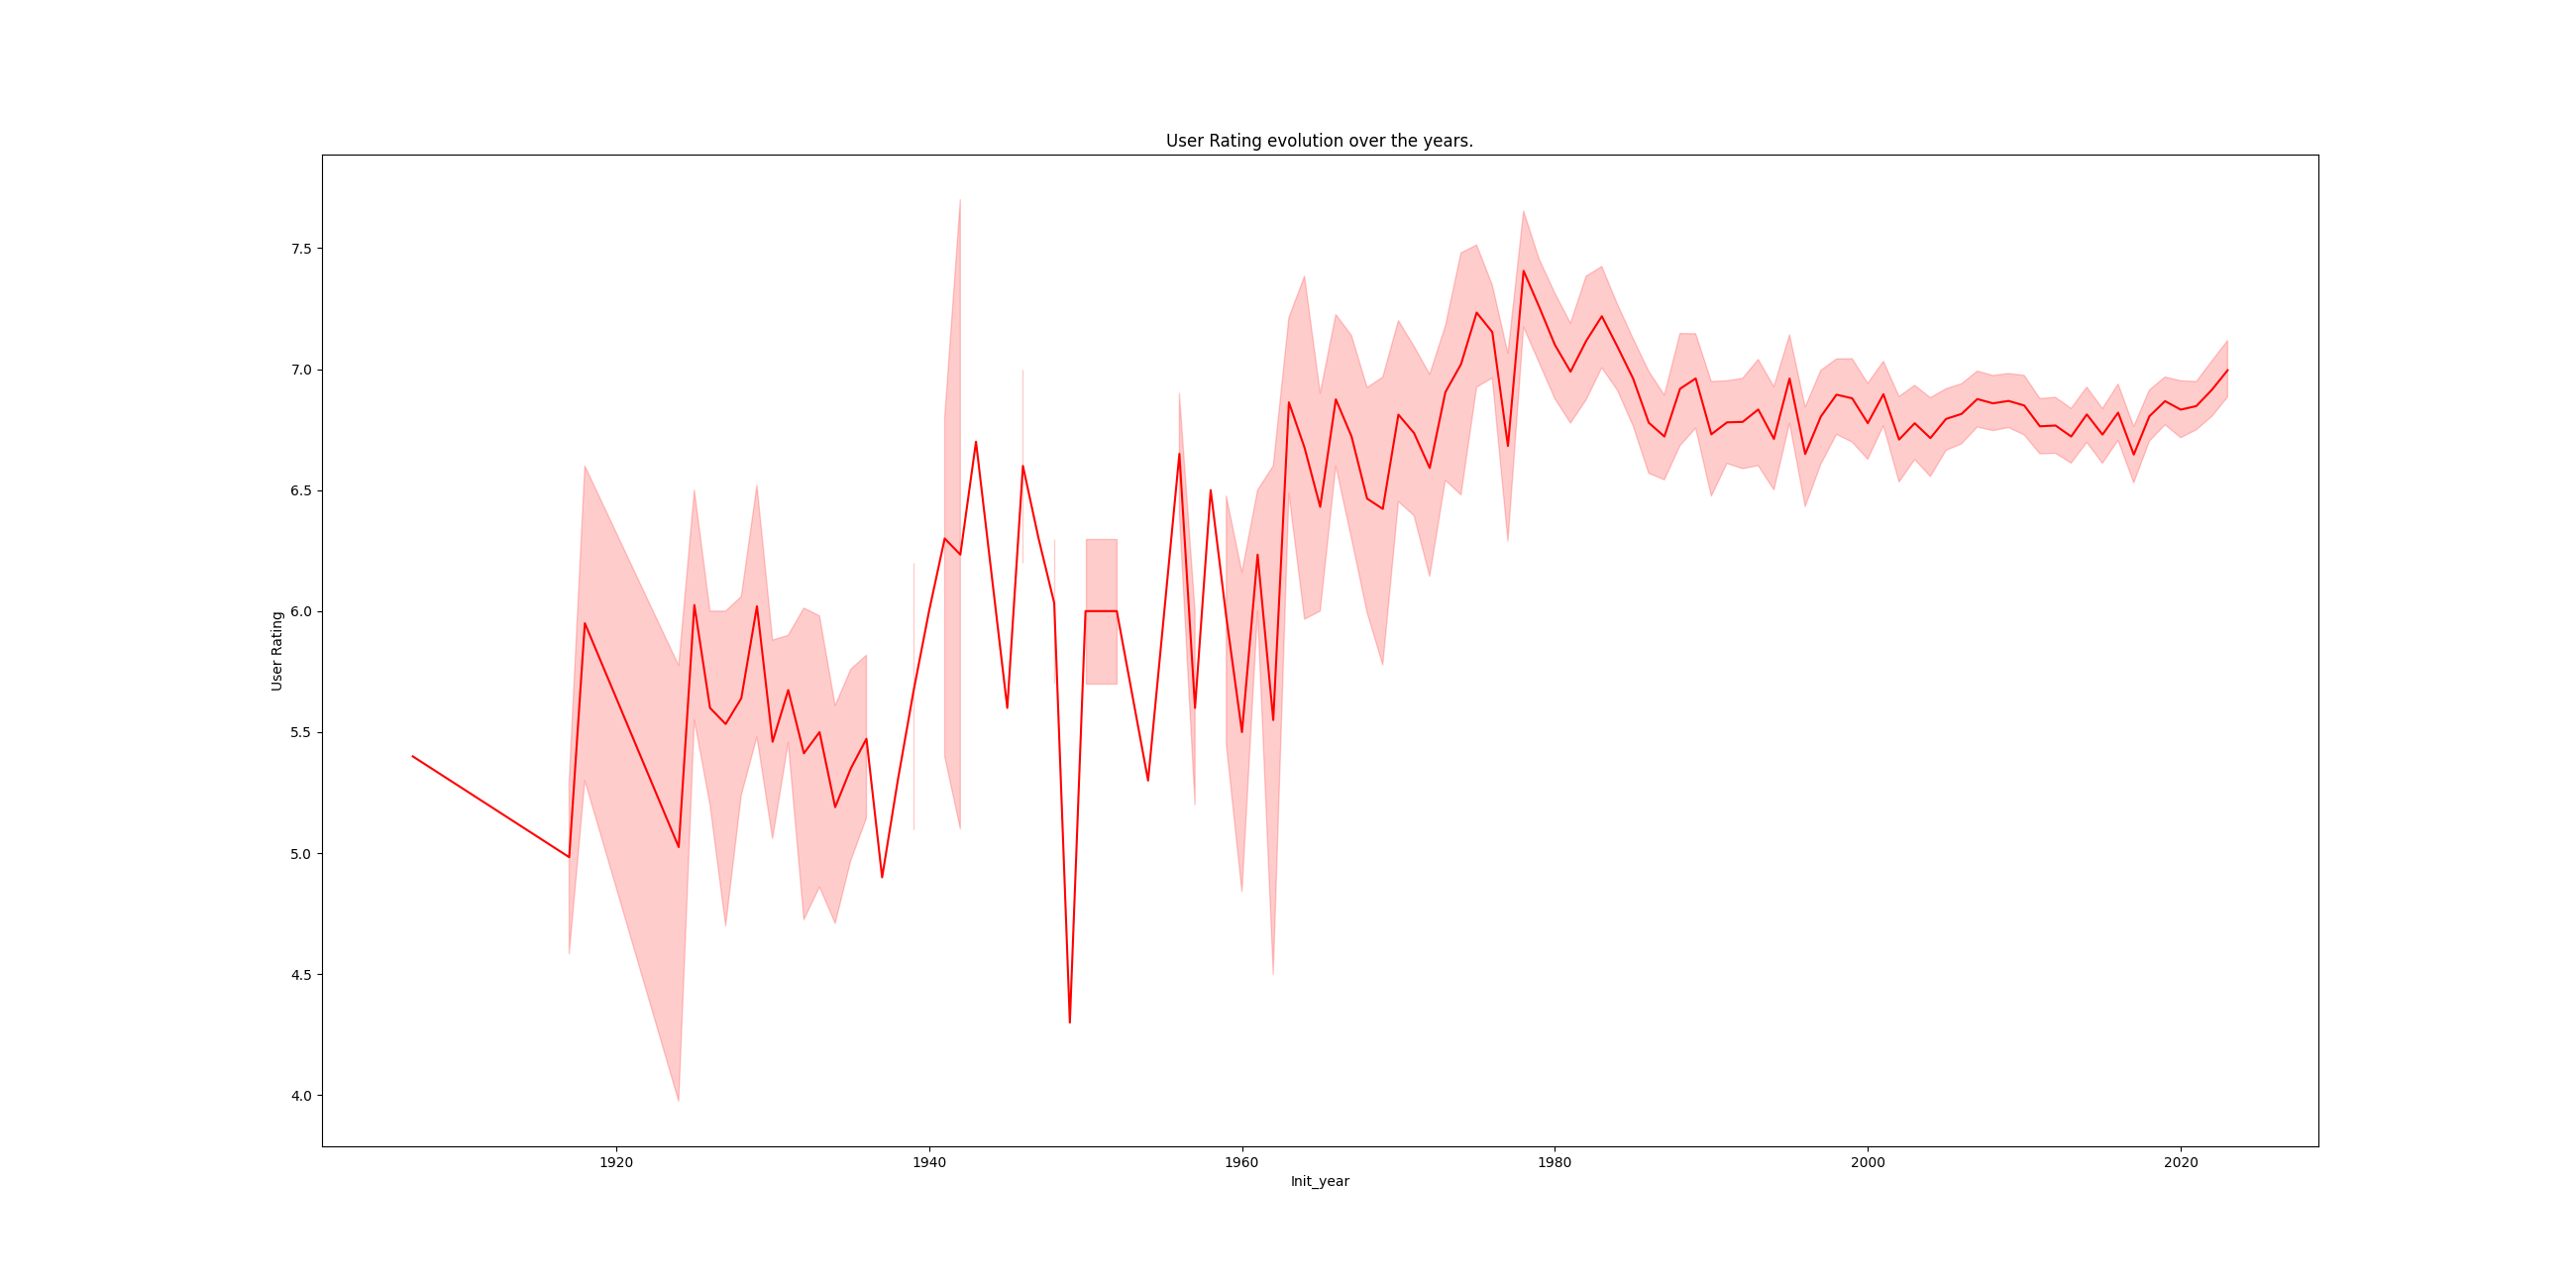 User Rating evolution over the years.
7.5
7.0
6.5
6.0
5.5
5.0
4.5
4.0
User Rating
1920 1940 1960 1980 2000 2020
Init_year